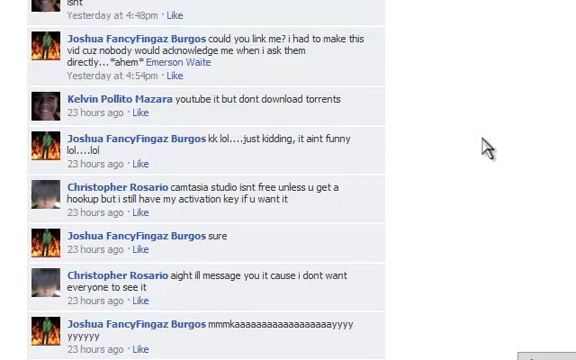 isnt
Yesterday at 4:48pm · Like
Joshua FancyFingaz Burgos could you link me? i had to make this
vid cuz nobody would acknowledge me when i ask them
directly...*ahem* Emerson Waite
Yesterday at 4:54pm · Like
Kelvin Pollito Mazara youtube it but dont download torrents
23 hours ago · Like
Joshua FancyFingaz Burgos kk lol....just kidding, it aint funny
lol....lol
23 hours ago · Like
Christopher Rosario camtasia studio isnt free unless u get a
hookup but i still have my activation key if u want it
23 hours ago · Like
Joshua FancyFingaz Burgos sure
23 hours ago · Like
Christopher Rosario aight ill message you it cause i dont want
everyone to see it
23 hours ago · Like
Joshua FancyFingaz Burgos mmmkaaaaaaaaaaaaaaaaaayyyy
yyyyyy
23 hours ago · Like